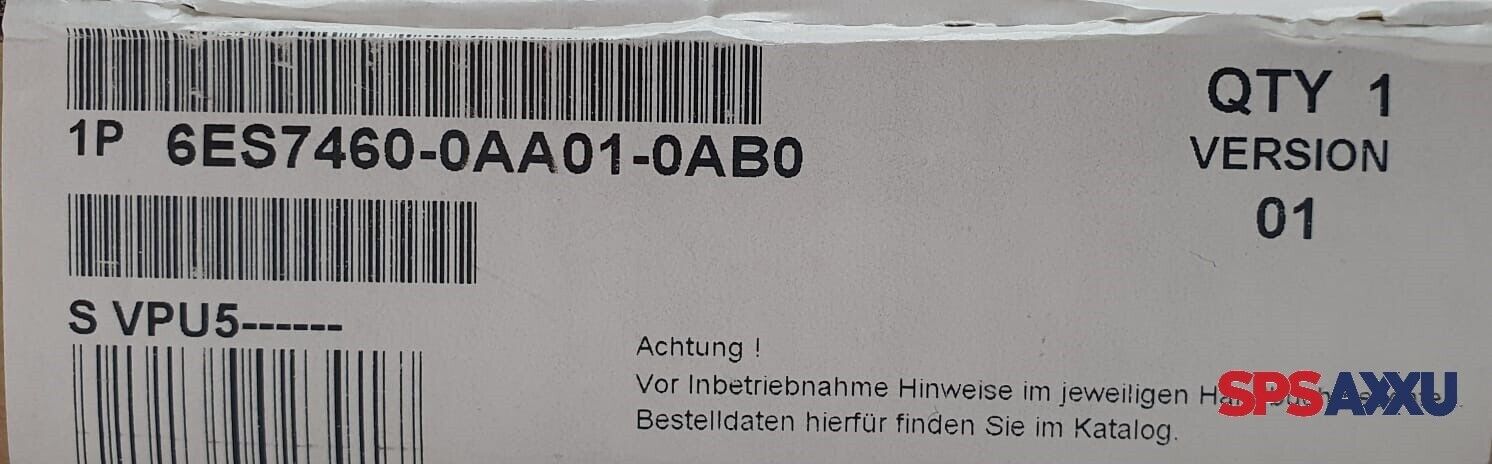 1P 6ES7460-0AA01-0AB0
QTY 1
VERSION
01
S VPU5------
Achtung !
Vor Inbetriebnahme Hinweise im jeweiligen
Bestelldaten hierfür finden Sie im Katalog.
SPSAXXU